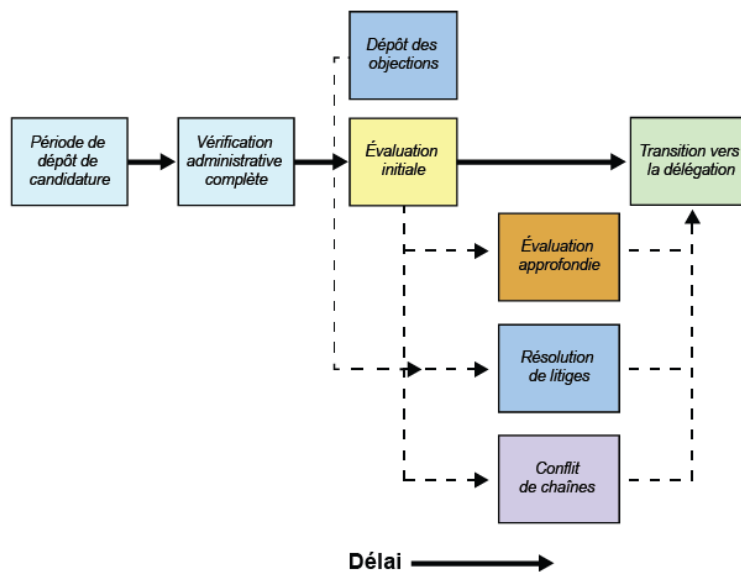 Dépôt des
objections
Période de
dépôt de
candidature
Vérification
administrative
complète
Évaluation
initiale
Transition vers
la délégation
Évaluation
approfondie
Résolution
de litiges
Conflit
de chaînes
Délai